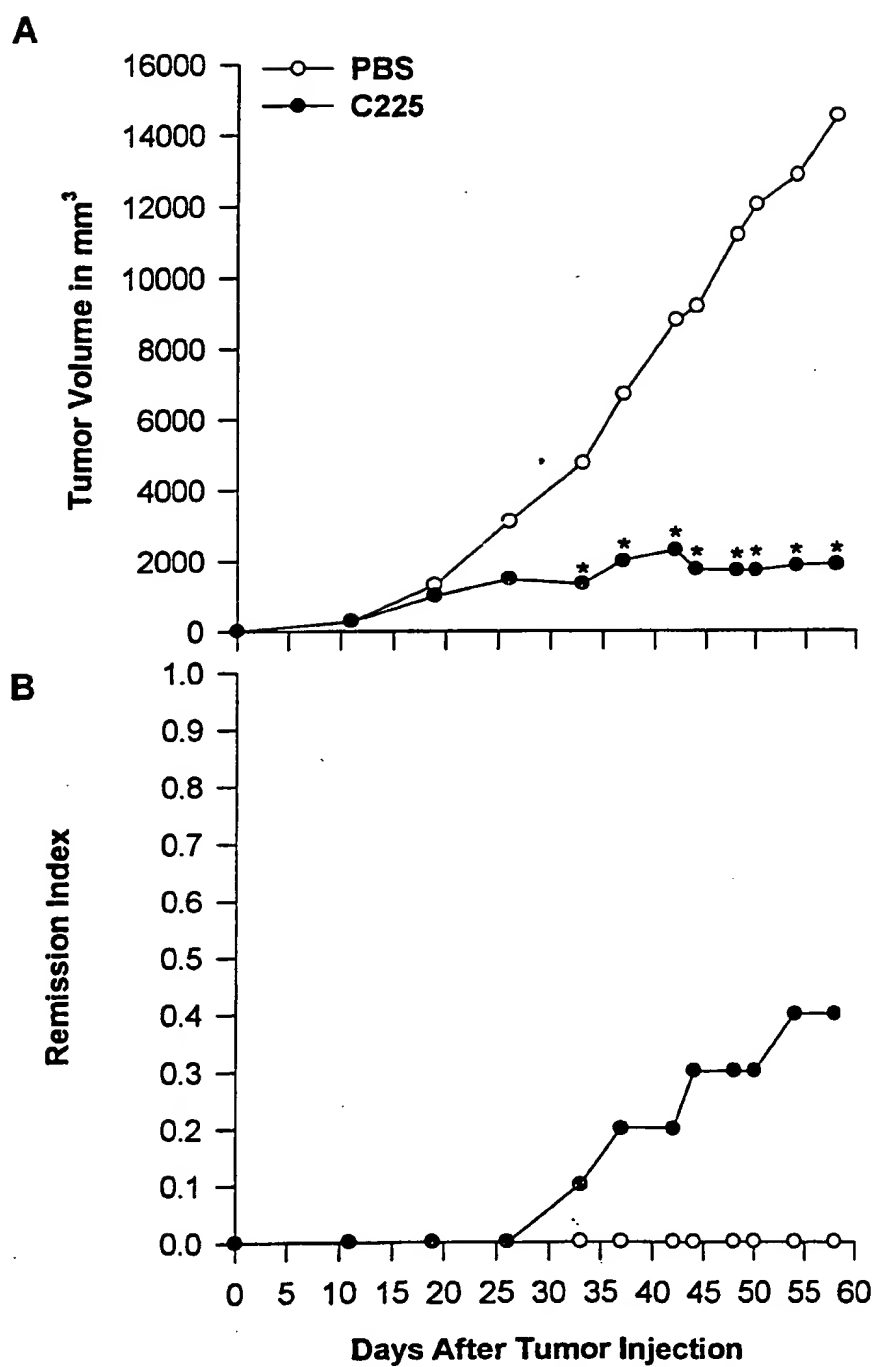 A
PBS
C225
16000
14000
12000
10000
8000
6000
4000
2000
0
Tumor Volume in mm³
* * * * * * * *
B
1.0
0.9
0.8
0.7
0.6
0.5
0.4
0.3
0.2
0.1
0.0
Remission Index
0 5 10 15 20 25 30 35 40 45 50 55 60
Days After Tumor Injection